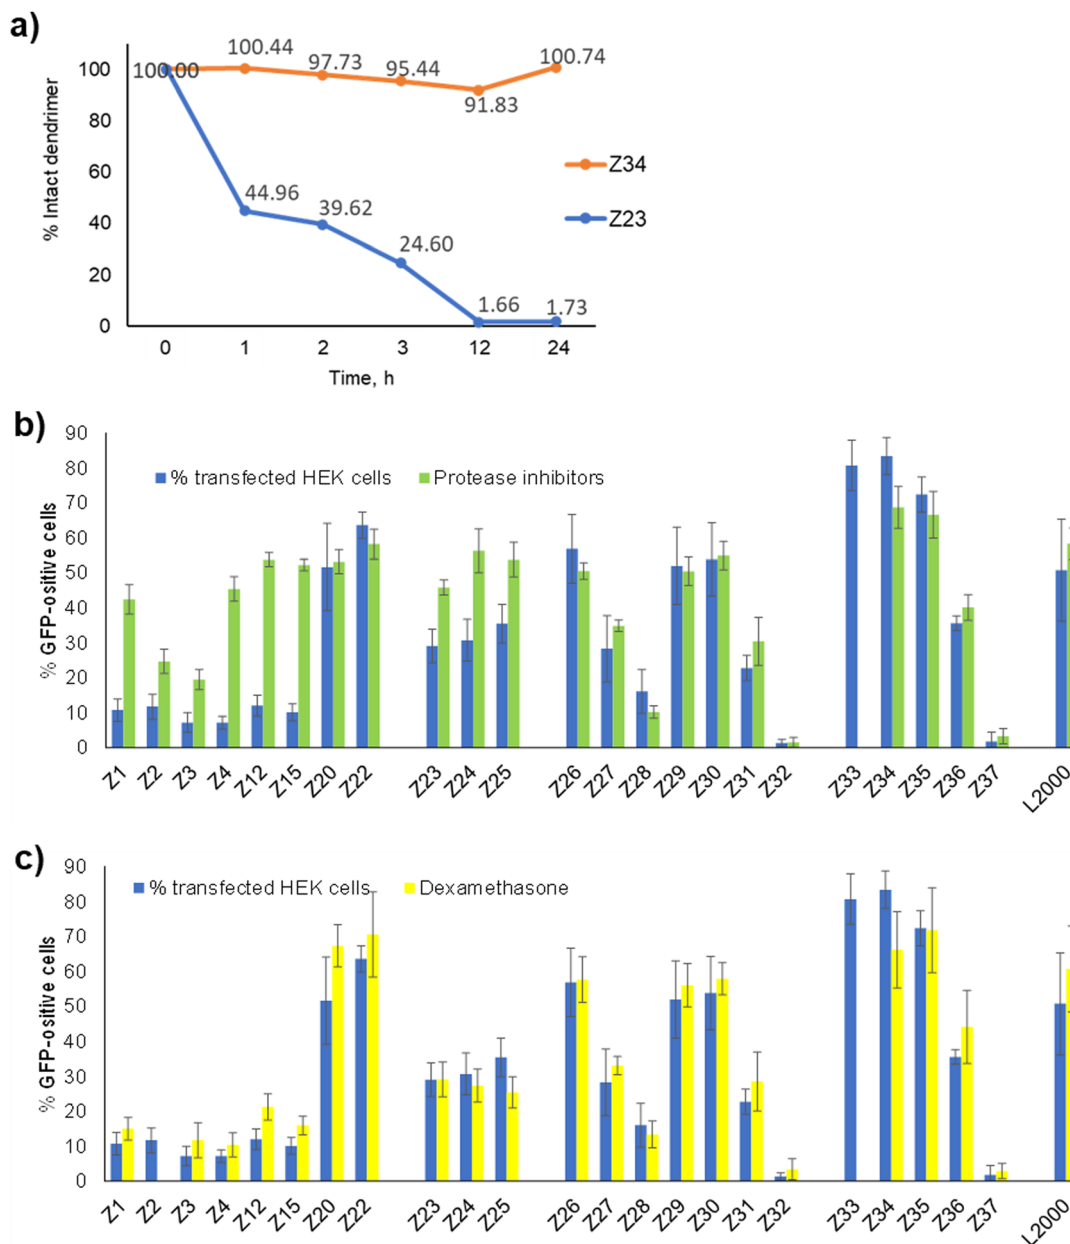 a)
100.44
100.74
97.73
95.44
100.00
91.83
100
80
60
40
20
0
% Intact dendrimer
44.96
39.62
24.60
1.66
1.73
Z34
Z23
0 1 2 3 12 24
Time, h
b)
90
80
70
60
50
40
30
20
10
0
% GFP-ositive cells
% transfected HEK cells
Protease inhibitors
Z1 Z2 Z3 Z4 Z12 Z15 Z20 Z22 Z23 Z24 Z25 Z26 Z27 Z28 Z29 Z30 Z31 Z32 Z33 Z34 Z35 Z36 Z37 L2000
c)
90
80
70
60
50
40
30
20
10
0
% GFP-ositive cells
% transfected HEK cells
Dexamethasone
Z1 Z2 Z3 Z4 Z12 Z15 Z20 Z22 Z23 Z24 Z25 Z26 Z27 Z28 Z29 Z30 Z31 Z32 Z33 Z34 Z35 Z36 Z37 L2000